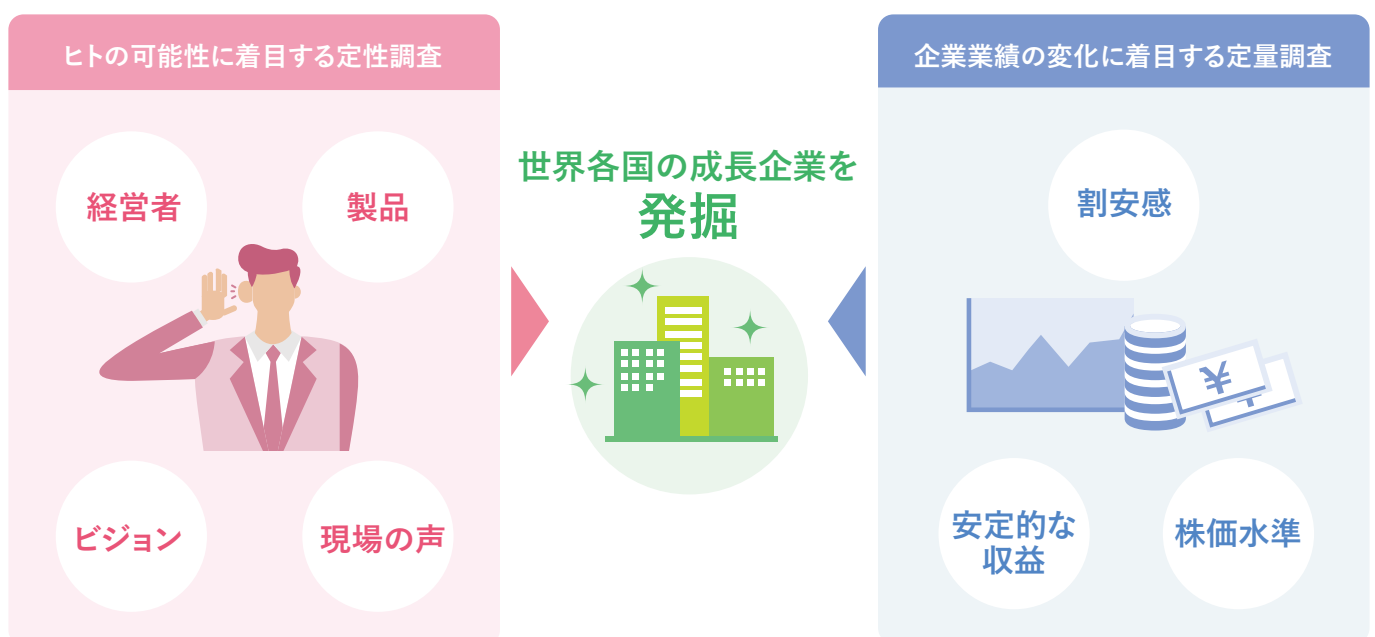 ヒトの可能性に着目する定性調査
経営者
製品
ビジョン
現場の声
世界各国の成長企業を
発掘
企業業績の変化に着目する定量調査
割安感
¥
¥
安定的な
収益
株価水準